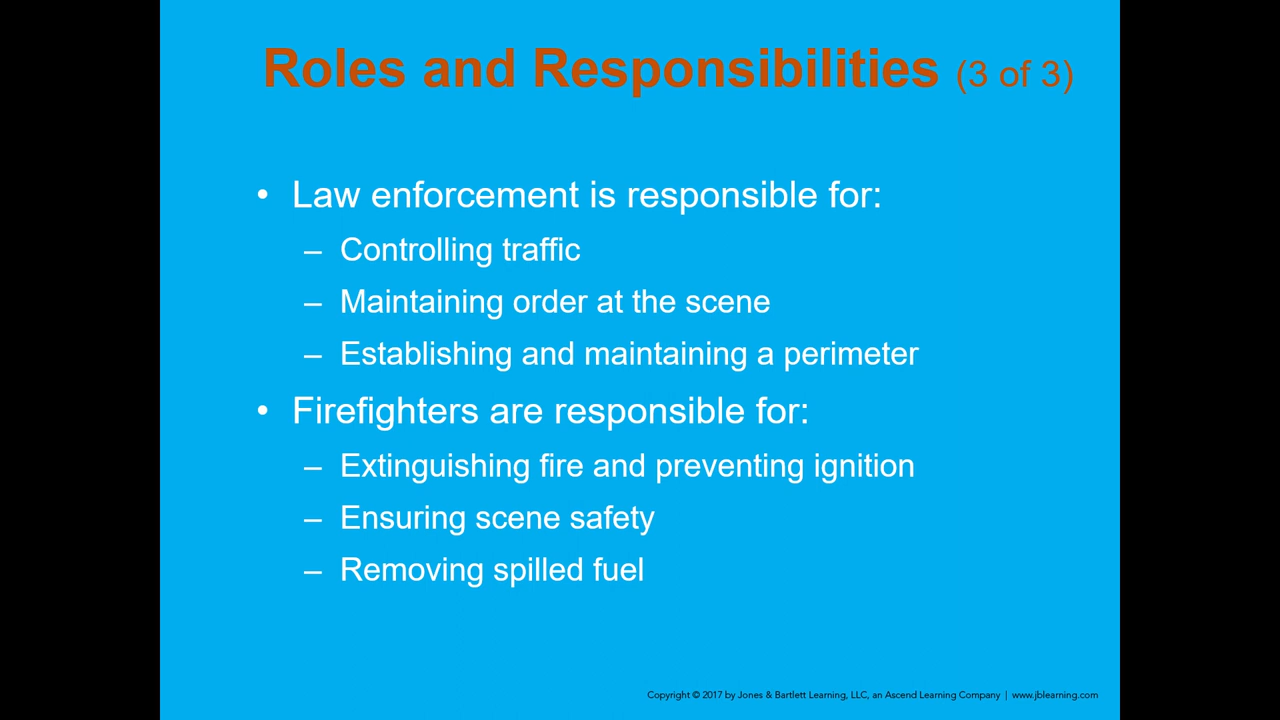 Roles and Responsibilities (3 of 3)
• Law enforcement is responsible for:
– Controlling traffic
– Maintaining order at the scene
– Establishing and maintaining a perimeter
• Firefighters are responsible for:
– Extinguishing fire and preventing ignition
– Ensuring scene safety
– Removing spilled fuel
Copyright © 2017 by Jones & Bartlett Learning, LLC, an Ascend Learning Company | www.jblearning.com